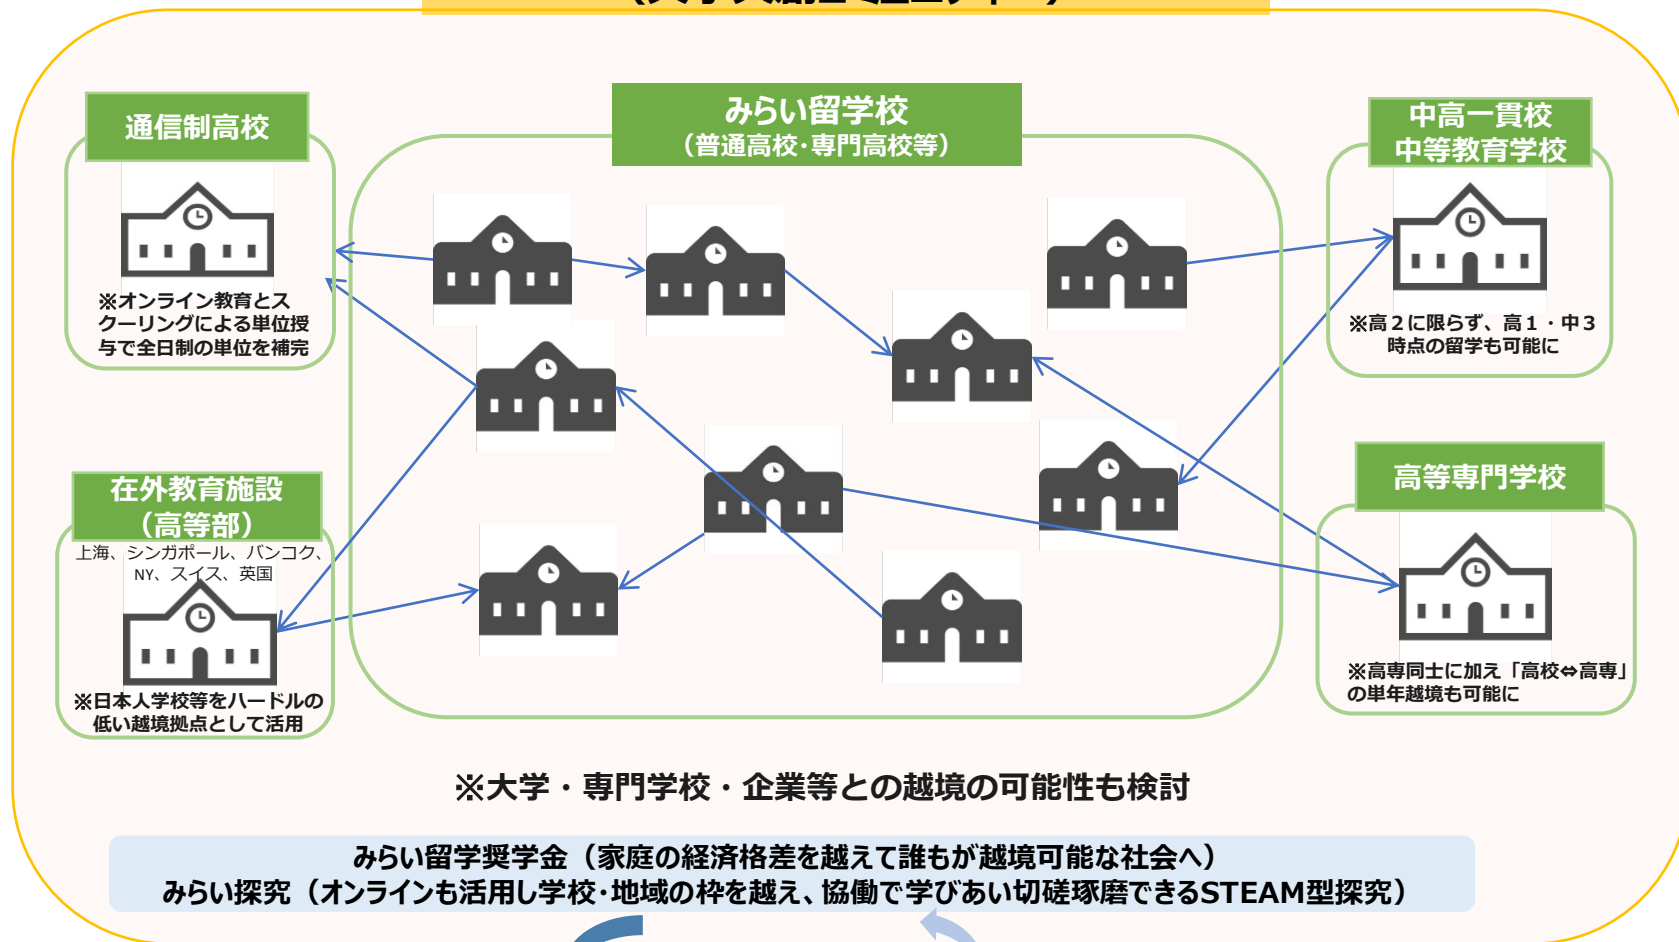 通信制高校
※オンライン教育とス
クーリングによる単位授
与で全日制の単位を補完
みらい留学校
（普通高校･専門高校等）
中高一貫校
中等教育学校
※高２に限らず、高１・中３
時点の留学も可能に
在外教育施設
（高等部）
上海、シンガポール、バンコク、
NY、スイス、英国
※日本人学校等をハードルの
低い越境拠点として活用
高等専門学校
※高専同士に加え「高校⇔高専」
の単年越境も可能に
※大学・専門学校・企業等との越境の可能性も検討
みらい留学奨学金（家庭の経済格差を越えて誰もが越境可能な社会へ）
みらい探究（オンラインも活用し学校･地域の枠を越え、協働で学びあい切磋琢磨できるSTEAM型探究）